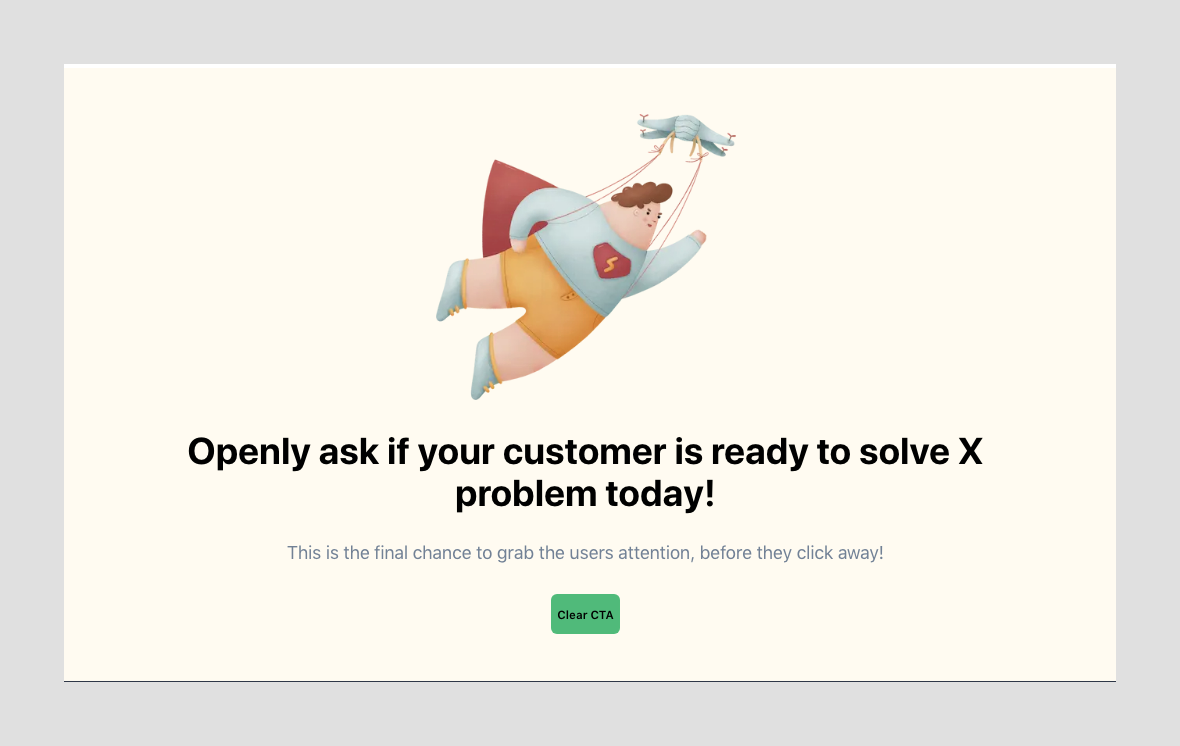 Openly ask if your customer is ready to solve X
problem today!
This is the final chance to grab the users attention, before they click away!
Clear CTA